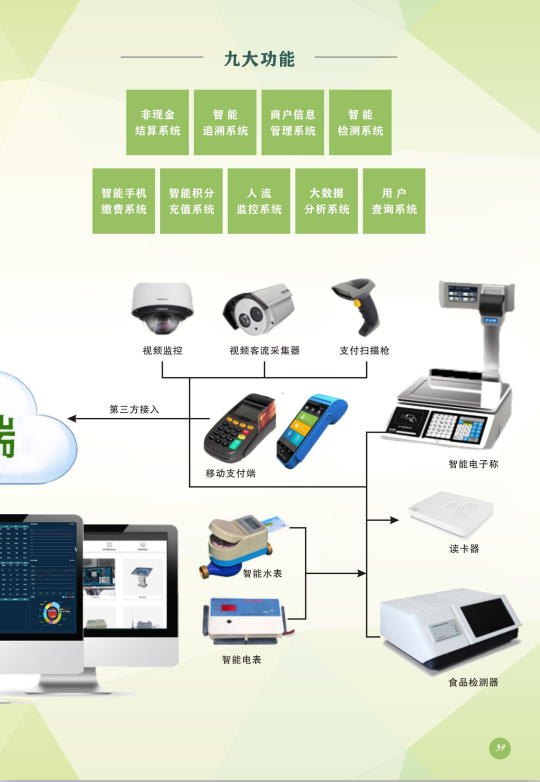 九大功能
非现金
结算系统
智 能
追溯系统
商户信息
管理系统
智 能
检测系统
智能手机
缴费系统
智能积分
充值系统
人 流
监控系统
大数据
分析系统
用 户
查询系统
视频监控
视频客流采集器
支付扫描枪
第三方接入
端
移动支付端
智能电子称
读卡器
智能水表
智能电表
食品检测器
39